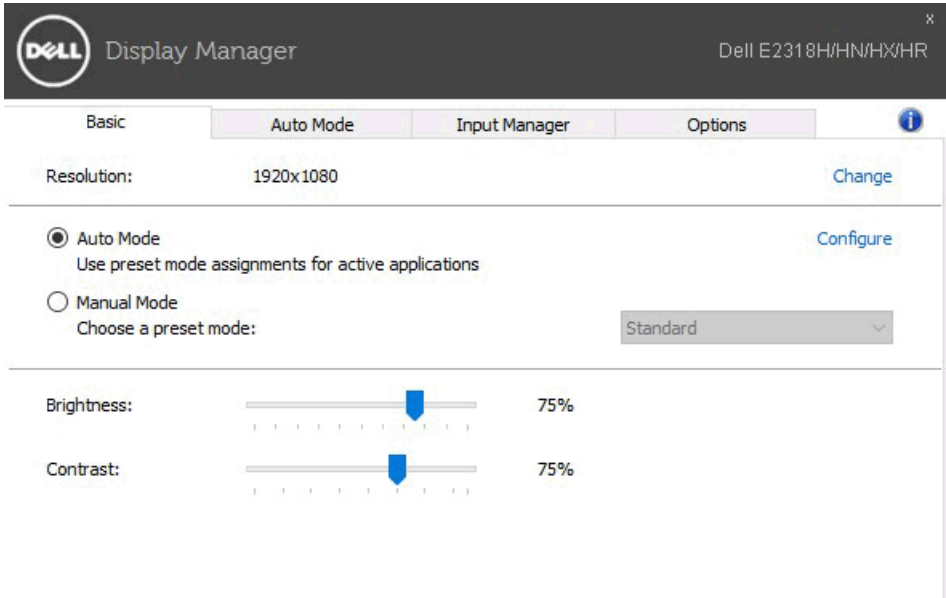 x
DELL Display Manager Dell E2318H/HN/HX/HR
Basic Auto Mode Input Manager Options i
Resolution: 1920x1080 Change
Auto Mode Configure
Use preset mode assignments for active applications
Manual Mode
Choose a preset mode: Standard
Brightness: 75%
Contrast: 75%